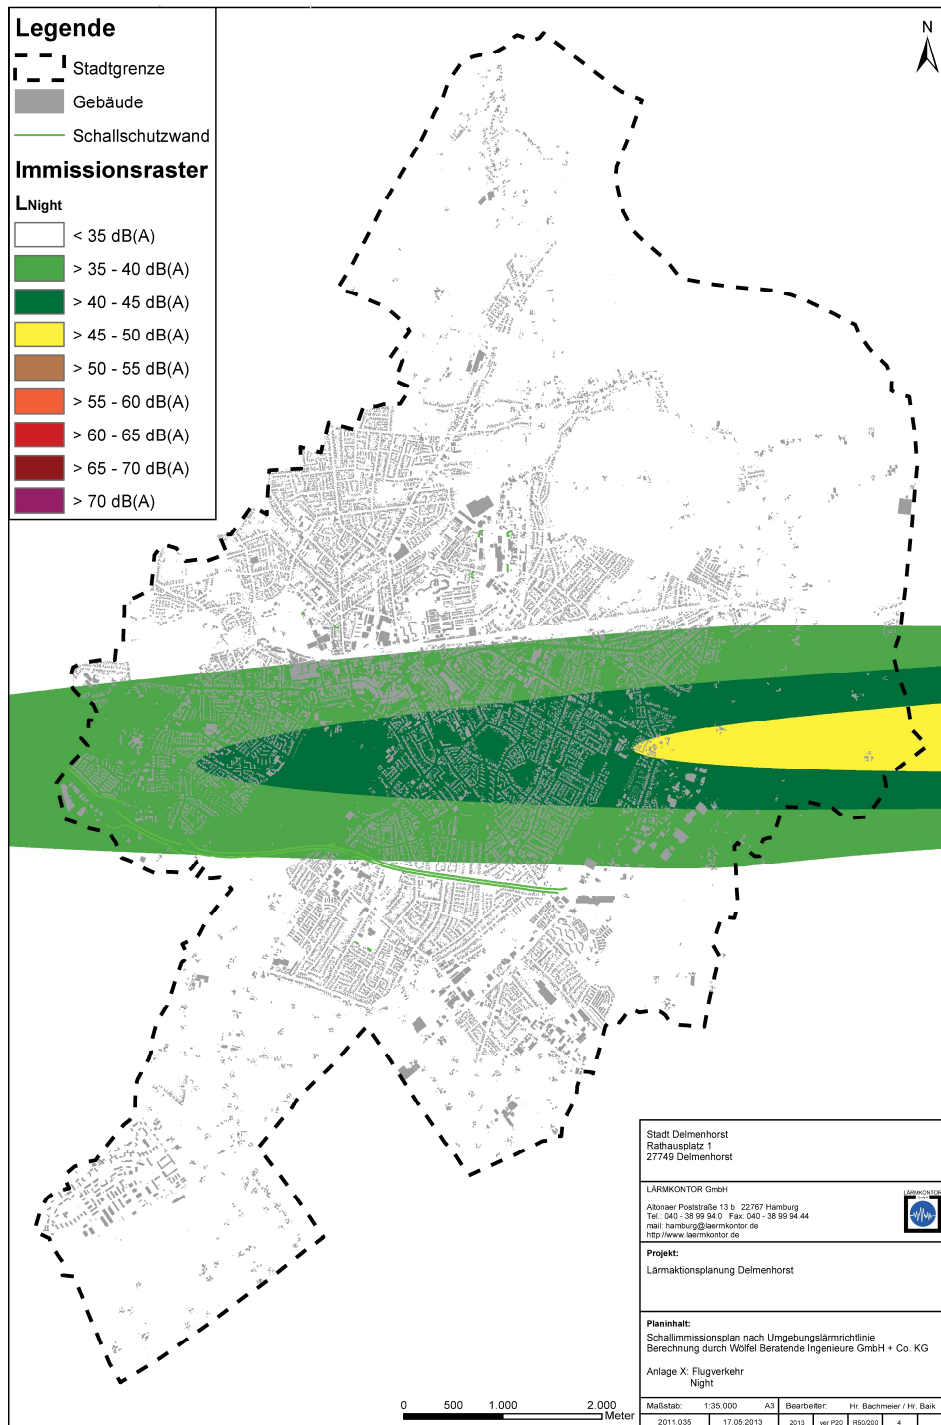 Legende
Stadtgrenze
Gebäude
Schallschutzwand
Immissionsraster
LNight
< 35 dB(A)
> 35 - 40 dB(A)
> 40 - 45 dB(A)
> 45 - 50 dB(A)
> 50 - 55 dB(A)
> 55 - 60 dB(A)
> 60 - 65 dB(A)
> 65 - 70 dB(A)
> 70 dB(A)
N
Stadt Delmenhorst
Rathausplatz 1
27749 Delmenhorst
LÄRMKONTOR GmbH
Altonaer Poststraße 13 b 22767 Hamburg
Tel.: 040 - 38 99 94.0 Fax: 040 - 38 99 94.44
mail: hamburg@laermkontor.de
http://www.laermkontor.de
LÄRMKONTOR
Projekt:
Lärmaktionsplanung Delmenhorst
Planinhalt:
Schallimmissionsplan nach Umgebungslärmrichtlinie
Berechnung durch Wölfel Beratende Ingenieure GmbH + Co. KG
Anlage X: Flugverkehr
Night
Maßstab: 1:35.000 A3 Bearbeiter: Hr. Bachmeier / Hr. Baik
2011.035 17.05.2013 2013 ver P20 R50/200 4
0 500 1.000 2.000
Meter